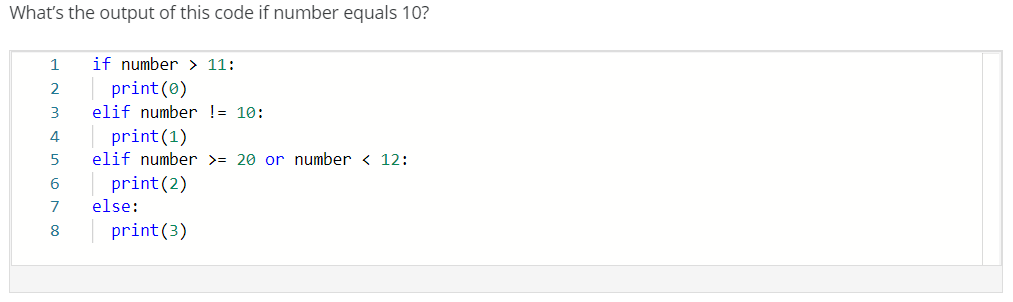 What's the output of this code if number equals 10?
1 if number > 11:
2 print(0)
3 elif number != 10:
4 print(1)
5 elif number >= 20 or number < 12:
6 print(2)
7 else:
8 print(3)